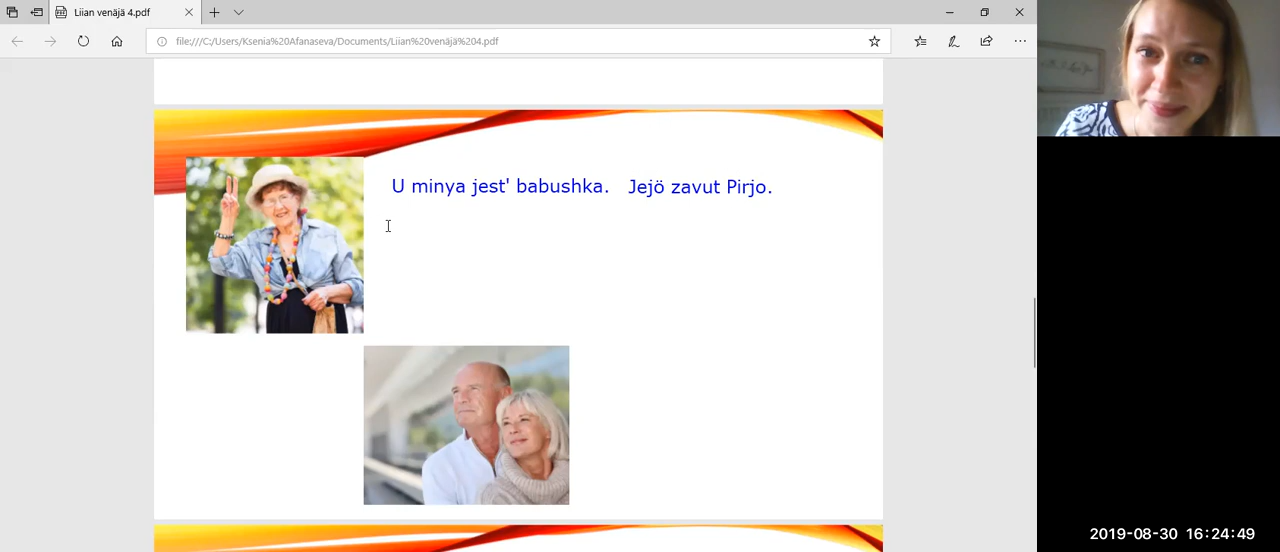 Liian venäjä 4.pdf
file:///C:/Users/Ksenia%20Afanaseva/Documents/Liian%20venäjä%204.pdf
U minya jest' babushka. Jejö zavut Pirjo.
2019-08-30 16:24:49